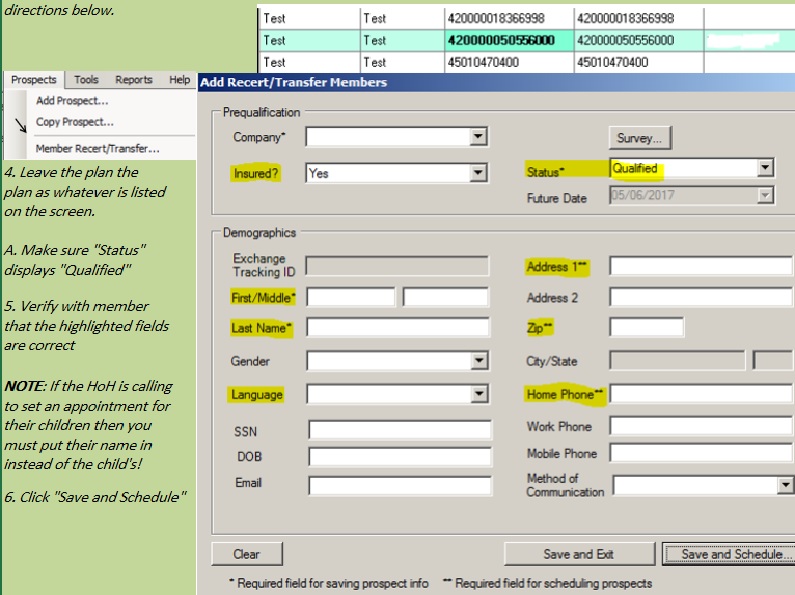 directions below.
Test Test 420000018366998 420000018366998
Test Test 420000050556000 420000050556000
Test Test 45010470400 45010470400
Prospects Tools Reports Help
Add Prospect...
Copy Prospect...
Member Recert/Transfer...
4. Leave the plan the
plan as whatever is listed
on the screen.
A. Make sure "Status"
displays "Qualified"
5. Verify with member
that the highlighted fields
are correct
NOTE: If the HoH is calling
to set an appointment for
their children then you
must put their name in
instead of the child's!
6. Click "Save and Schedule"
Add Recert/Transfer Members
Prequalification
Company* Survey...
Insured? Yes Status* Qualified
Future Date 05/06/2017
Demographics
Exchange
Tracking ID Address 1**
First/Middle* Address 2
Last Name* Zip**
Gender City/State
Language Home Phone**
SSN Work Phone
DOB Mobile Phone
Email Method of
Communication
Clear Save and Exit Save and Schedule...
* Required field for saving prospect info ** Required field for scheduling prospects